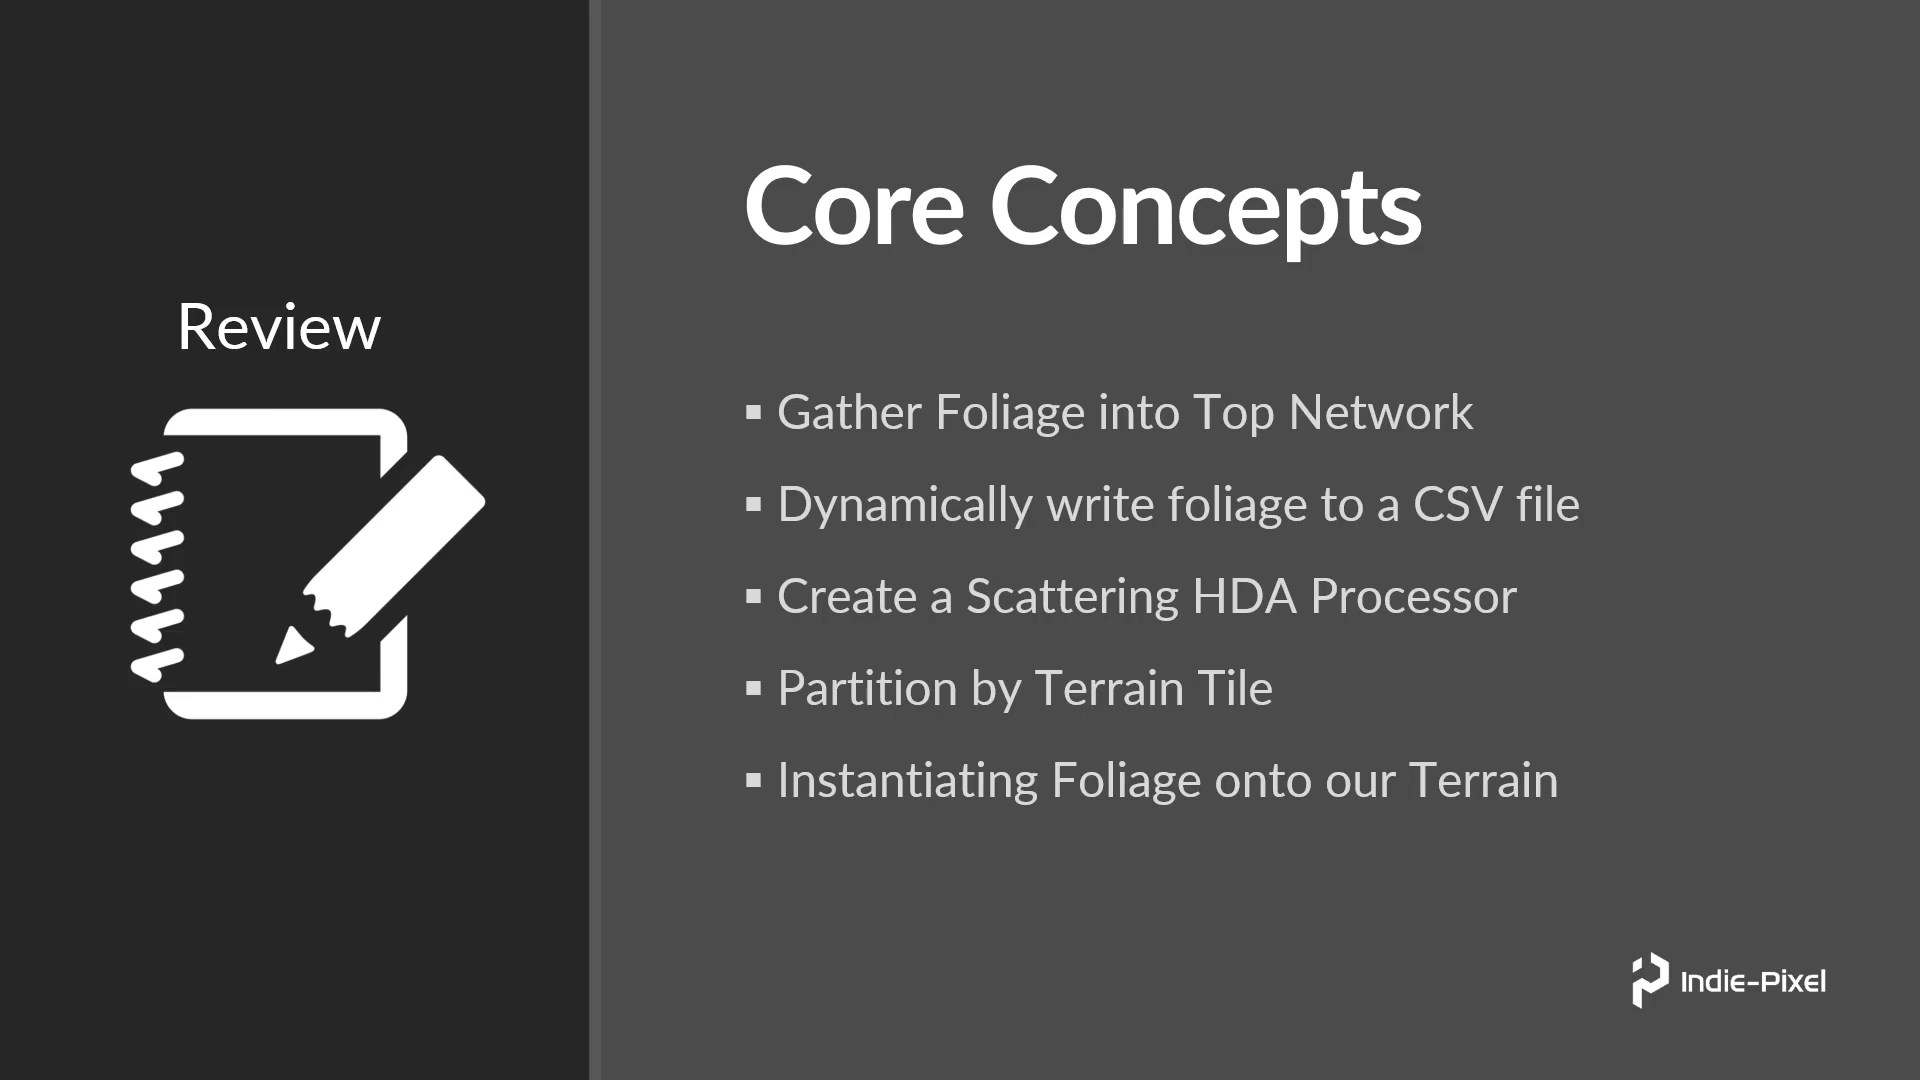 Review
Core Concepts
▪ Gather Foliage into Top Network
▪ Dynamically write foliage to a CSV file
▪ Create a Scattering HDA Processor
▪ Partition by Terrain Tile
▪ Instantiating Foliage onto our Terrain
Indie-Pixel